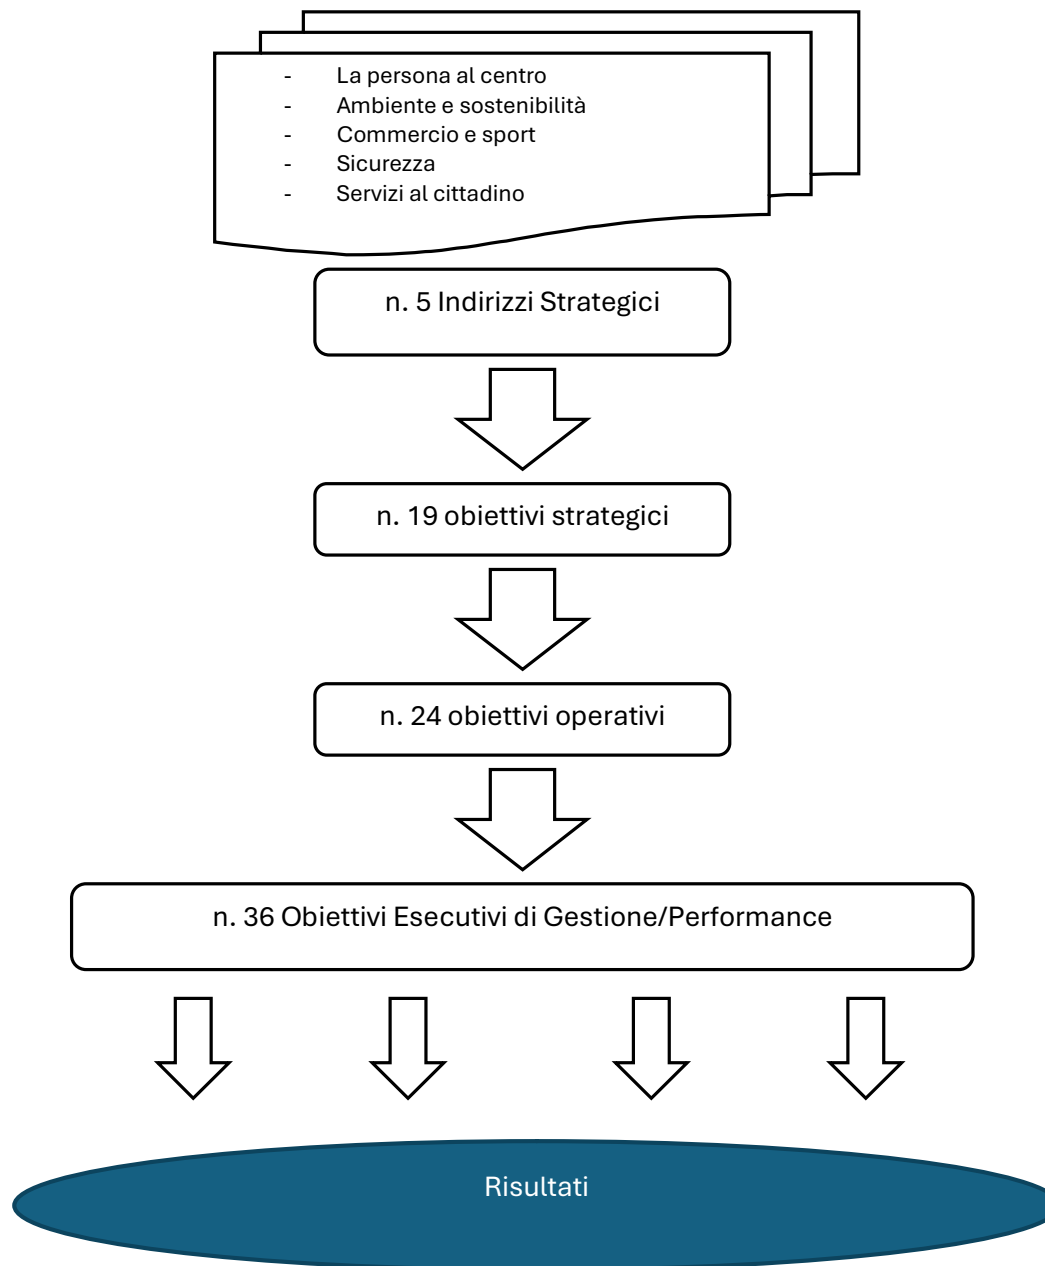 - La persona al centro
- Ambiente e sostenibilità
- Commercio e sport
- Sicurezza
- Servizi al cittadino
n. 5 Indirizzi Strategici
n. 19 obiettivi strategici
n. 24 obiettivi operativi
n. 36 Obiettivi Esecutivi di Gestione/Performance
Risultati